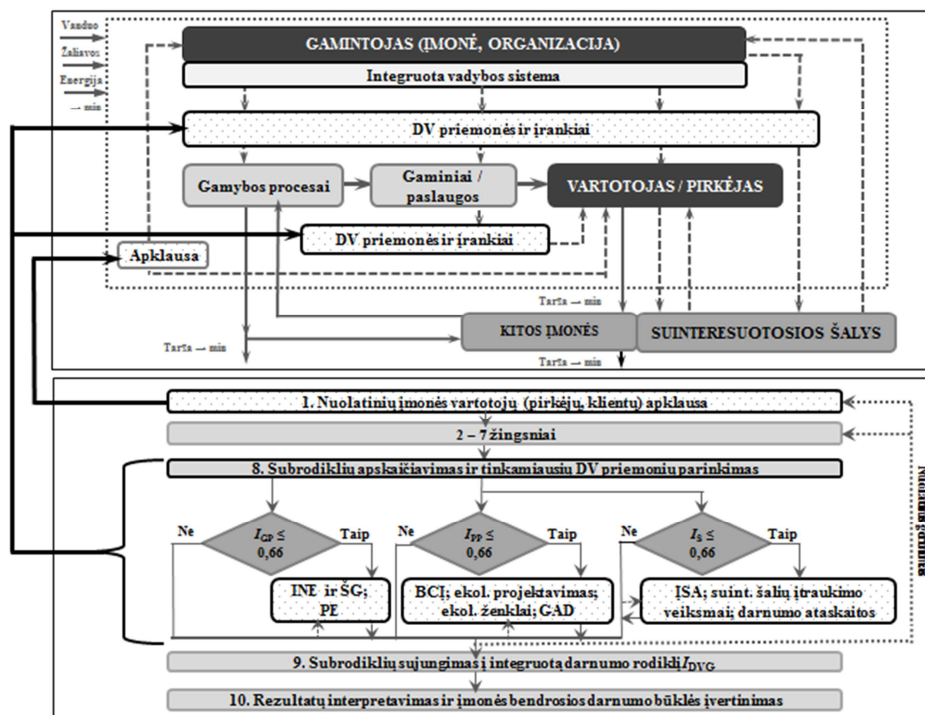 Vanduo
Žaliavos
Energija
→ min
GAMINTOJAS (ĮMONĖ, ORGANIZACIJA)
Integruota vadybos sistema
DV priemonės ir įrankiai
Gamybos procesai
Gaminiai /
paslaugos
VARTOTOJAS / PIRKĖJAS
DV priemonės ir įrankiai
Apklausa
Tarša → min
Tarša → min
KITOS ĮMONĖS
SUINTERESUOTOSIOS ŠALYS
Tarša → min
1. Nuolatinių įmonės vartotojų (pirkėjų, klientų) apklausa
2 – 7 žingsniai
8. Subrodiklių apskaičiavimas ir tinkamiausių DV priemonių parinkimas
Ne
I_GP ≤
0,66
Taip
Ne
I_PP ≤
0,66
Taip
Ne
I_S ≤
0,66
Taip
INE ir ŠG;
PE
BCĮ; ekol. projektavimas;
ekol. ženklai; GAD
ĮSA; suint. šalių įtraukimo
veiksmai; darnumo ataskaitos
9. Subrodiklių sujungimas į integruotą darnumo rodiklį I_DVG
10. Rezultatų interpretavimas ir įmonės bendrosios darnumo būklės įvertinimas